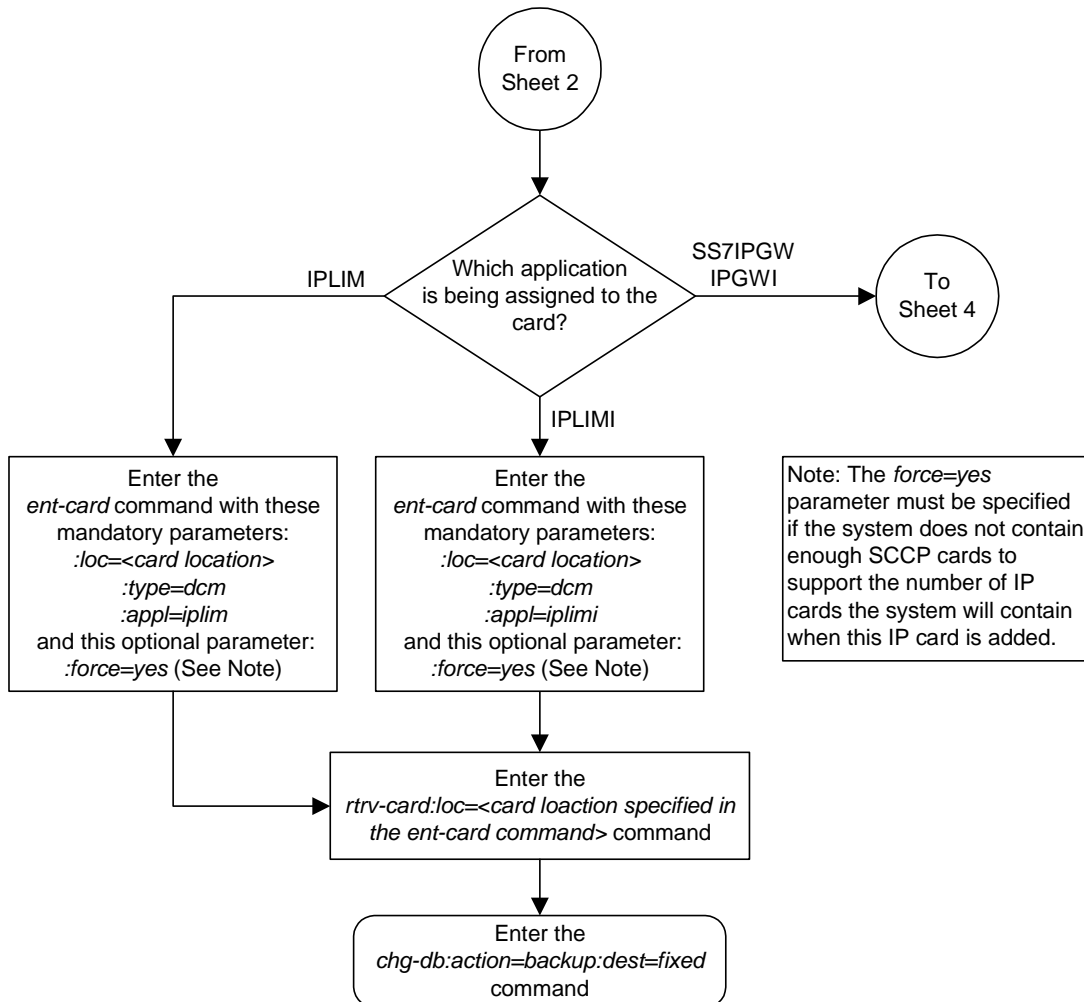 From
Sheet 2
Which application
is being assigned to the
card?
IPLIM
SS7IPGW
IPGWI
To
Sheet 4
IPLIMI
Enter the
ent-card command with these
mandatory parameters:
:loc=<card location>
:type=dcm
:appl=iplim
and this optional parameter:
:force=yes (See Note)
Enter the
ent-card command with these
mandatory parameters:
:loc=<card location>
:type=dcm
:appl=iplimi
and this optional parameter:
:force=yes (See Note)
Note: The force=yes
parameter must be specified
if the system does not contain
enough SCCP cards to
support the number of IP
cards the system will contain
when this IP card is added.
Enter the
rtrv-card:loc=<card loaction specified in
the ent-card command> command
Enter the
chg-db:action=backup:dest=fixed
command